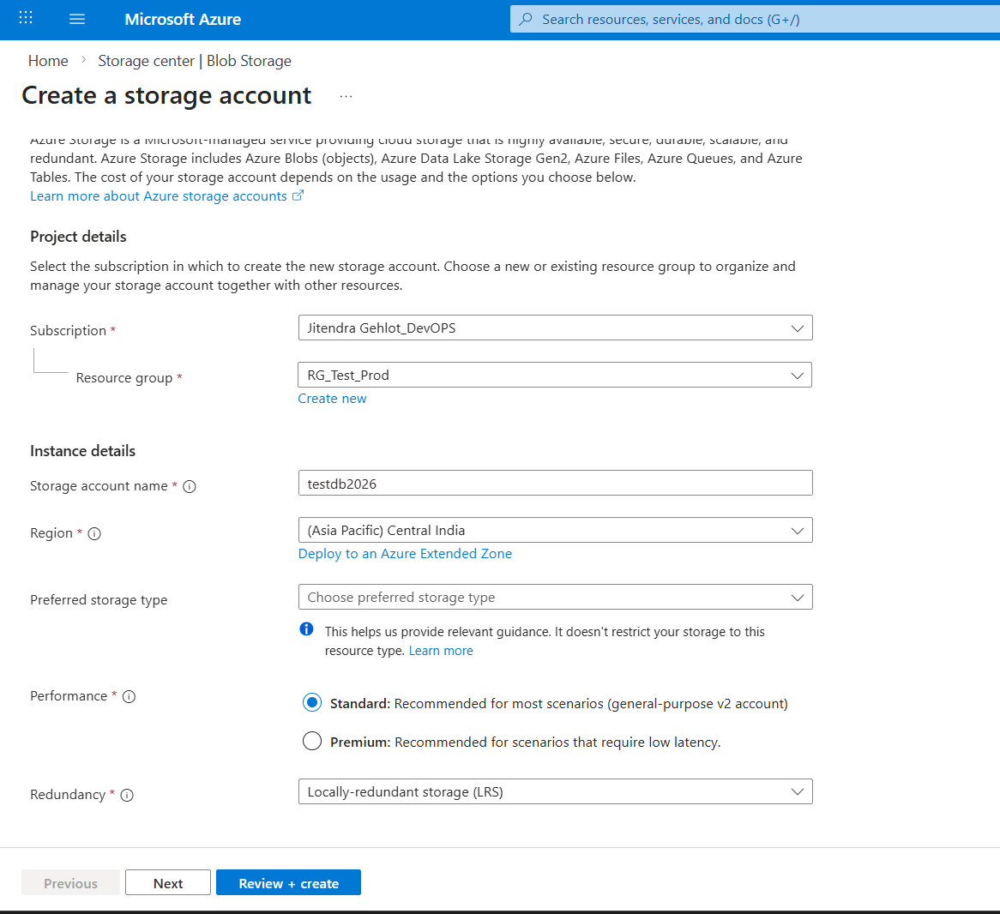 Microsoft Azure
Search resources, services, and docs (G+/)
Home > Storage center | Blob Storage
Create a storage account ...
Azure Storage is a Microsoft-managed service providing cloud storage that is highly available, secure, durable, scalable, and
redundant. Azure Storage includes Azure Blobs (objects), Azure Data Lake Storage Gen2, Azure Files, Azure Queues, and Azure
Tables. The cost of your storage account depends on the usage and the options you choose below.
Learn more about Azure storage accounts
Project details
Select the subscription in which to create the new storage account. Choose a new or existing resource group to organize and
manage your storage account together with other resources.
Subscription *
Jitendra Gehlot_DevOPS
Resource group *
RG_Test_Prod
Create new
Instance details
Storage account name *
testdb2026
Region *
(Asia Pacific) Central India
Deploy to an Azure Extended Zone
Preferred storage type
Choose preferred storage type
This helps us provide relevant guidance. It doesn't restrict your storage to this
resource type. Learn more
Performance *
Standard: Recommended for most scenarios (general-purpose v2 account)
Premium: Recommended for scenarios that require low latency.
Redundancy *
Locally-redundant storage (LRS)
Previous
Next
Review + create